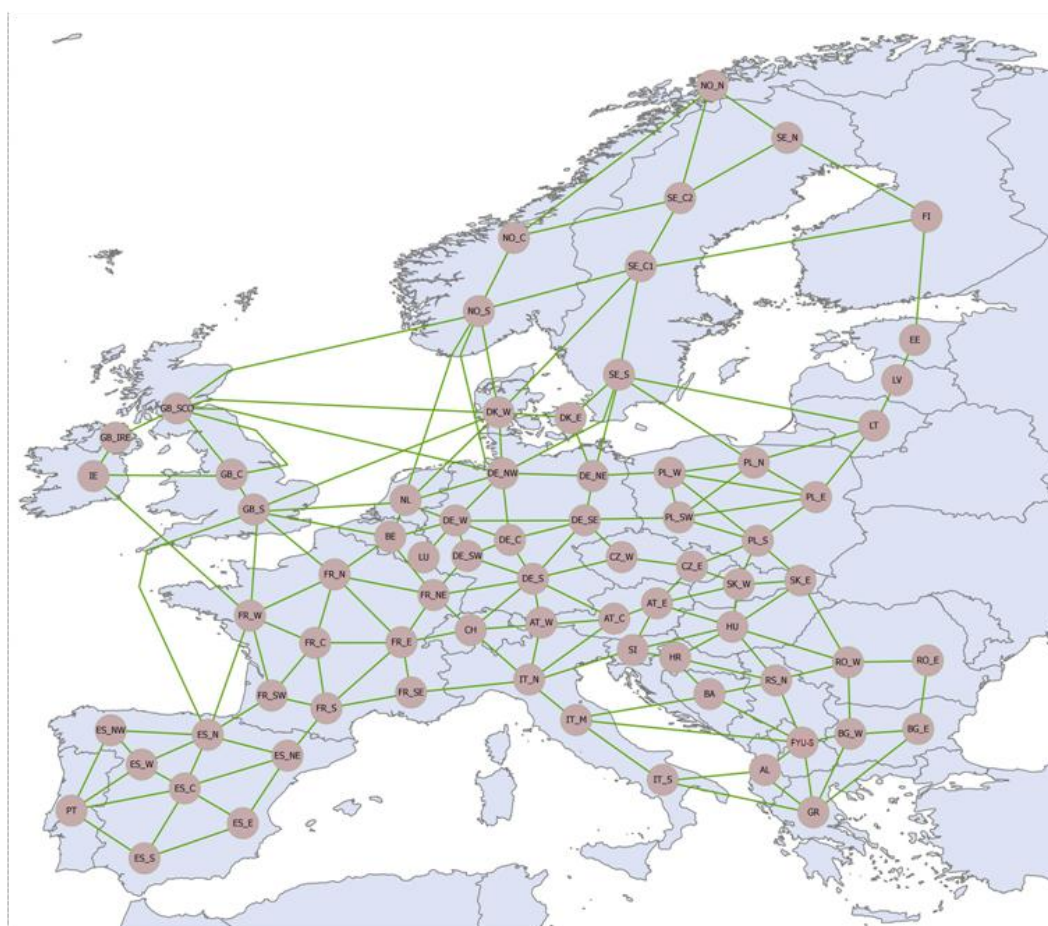 NO_N
SE_N
SE_C2
FI
NO_C
SE_C1
NO_S
EE
SE_S
LV
GB_SCO
DK_W
DK_E
LT
GB_IRE
PL_N
IE
GB_C
DE_NW
DE_NE
PL_W
PL_E
GB_S
NL
DE_W
DE_SE
PL_SW
BE
DE_C
PL_S
LU
DE_SW
CZ_W
CZ_E
FR_N
DE_S
SK_W
SK_E
FR_NE
AT_E
FR_W
AT_C
AT_W
CH
HU
FR_C
FR_E
SI
HR
RO_W
RO_E
FR_SW
FR_SE
IT_N
RS_N
BA
FR_S
IT_M
ES_NW
ES_N
FYU-S
BG_W
BG_E
ES_NE
ES_W
AL
IT_S
ES_C
PT
GR
ES_E
ES_S